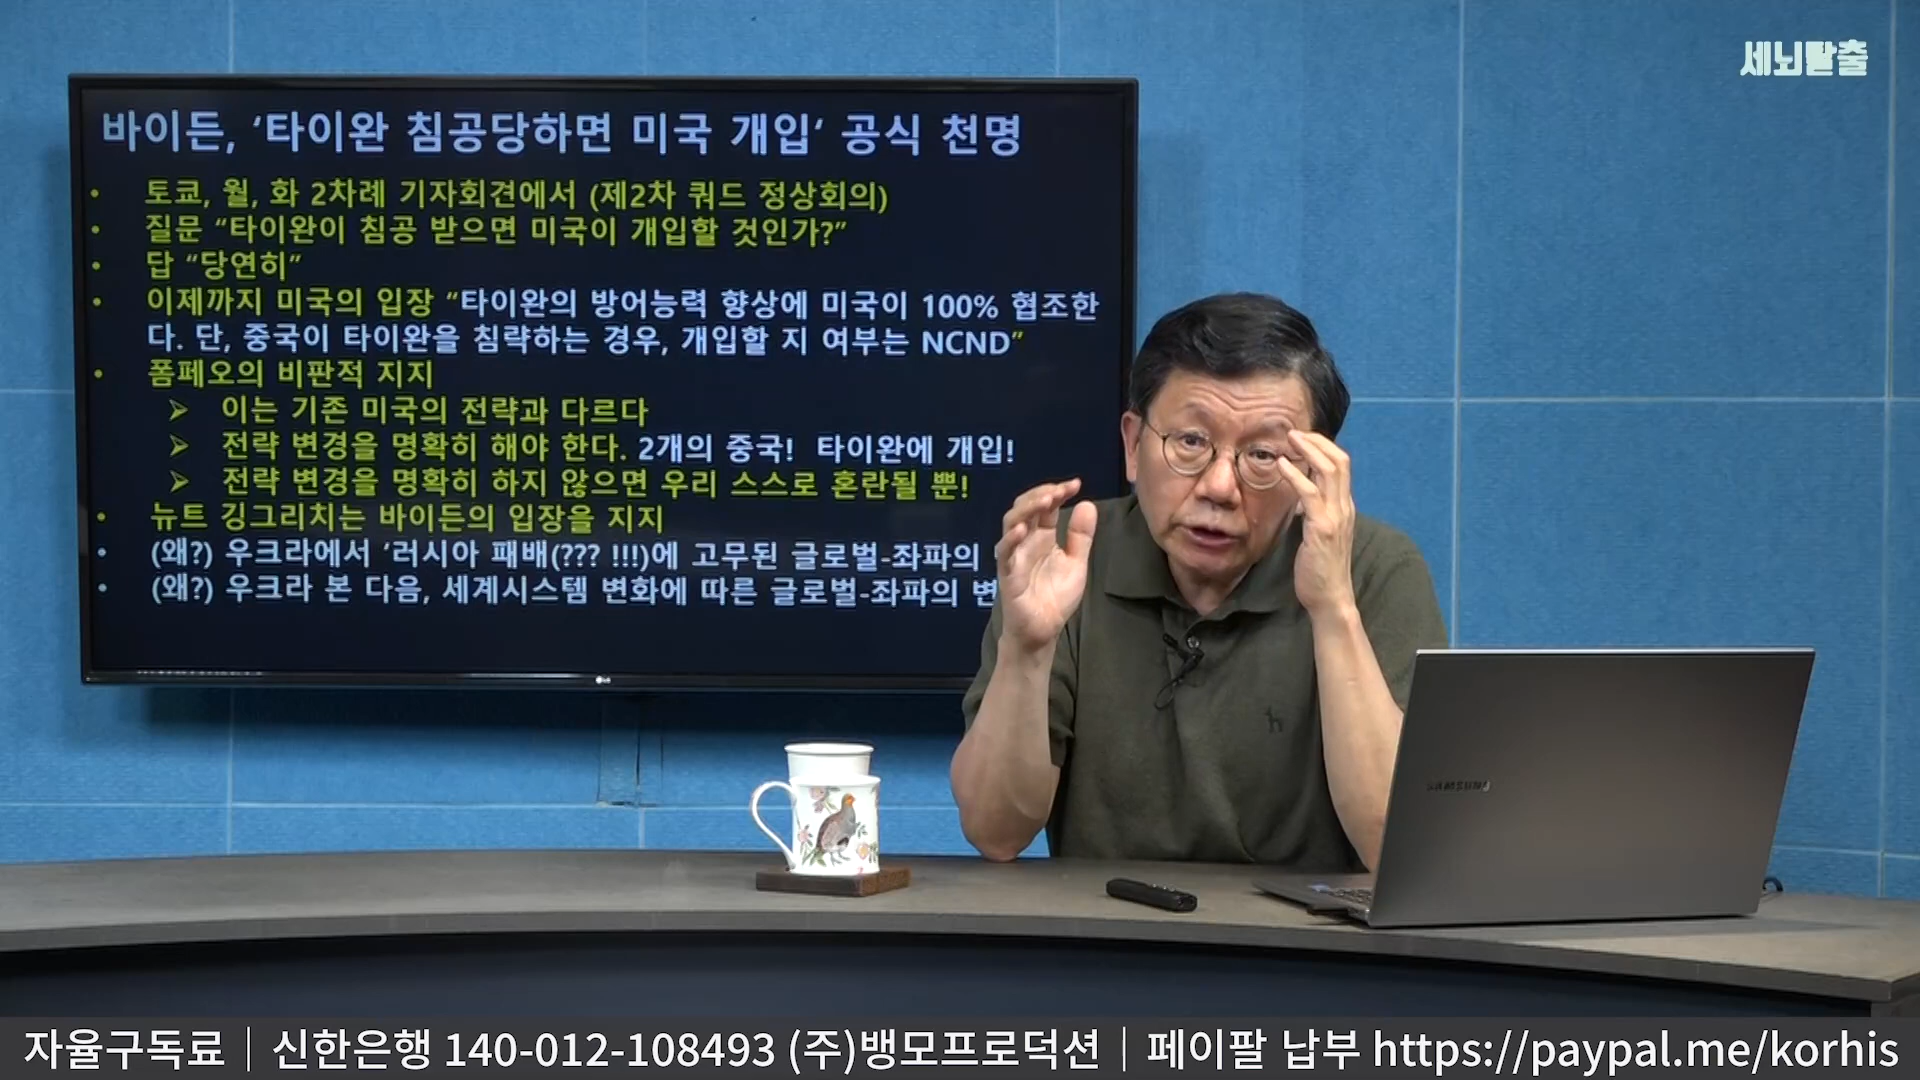 세뇌탈출
바이든, ‘타이완 침공당하면 미국 개입‘ 공식 천명
• 토쿄, 월, 화 2차례 기자회견에서 (제2차 쿼드 정상회의)
• 질문 “타이완이 침공 받으면 미국이 개입할 것인가?”
• 답 “당연히”
• 이제까지 미국의 입장 “타이완의 방어능력 향상에 미국이 100% 협조한
다. 단, 중국이 타이완을 침략하는 경우, 개입할 지 여부는 NCND”
• 폼페오의 비판적 지지
➢ 이는 기존 미국의 전략과 다르다
➢ 전략 변경을 명확히 해야 한다. 2개의 중국! 타이완에 개입!
➢ 전략 변경을 명확히 하지 않으면 우리 스스로 혼란될 뿐!
• 뉴트 깅그리치는 바이든의 입장을 지지
• (왜?) 우크라에서 ‘러시아 패배(??? !!!)에 고무된 글로벌-좌파의
• (왜?) 우크라 본 다음, 세계시스템 변화에 따른 글로벌-좌파의 변
LG
SAMSUNG
자율구독료｜신한은행 140-012-108493 (주)뱅모프로덕션｜페이팔 납부 https://paypal.me/korhis